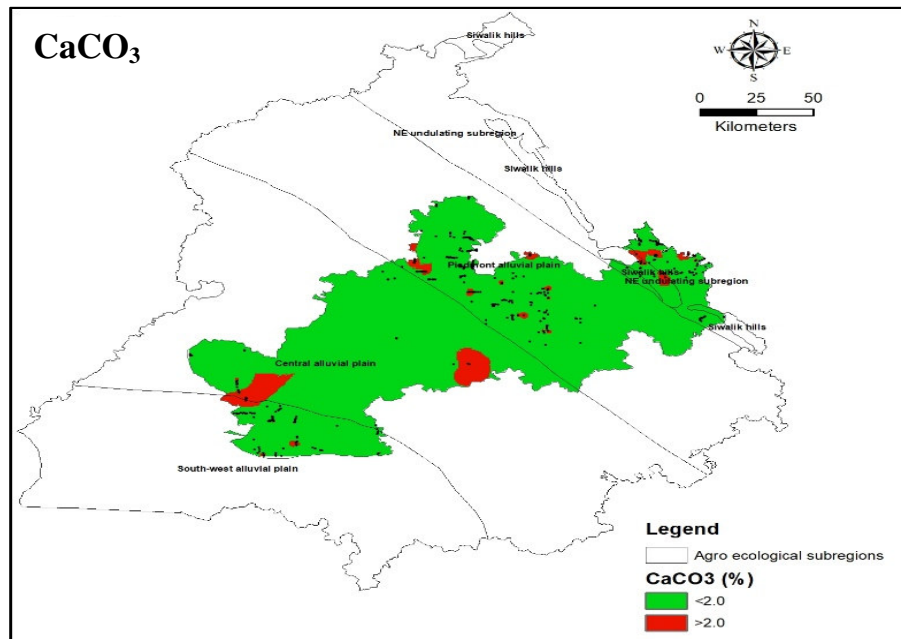 CaCO₃
Siwalik hills
N
W E
S
0 25 50
Kilometers
NE undulating subregion
Siwalik hills
Piedmont alluvial plain
Siwalik hills
NE undulating subregion
Siwalik hills
Central alluvial plain
South-west alluvial plain
Legend
Agro ecological subregions
CaCO3 (%)
<2.0
>2.0